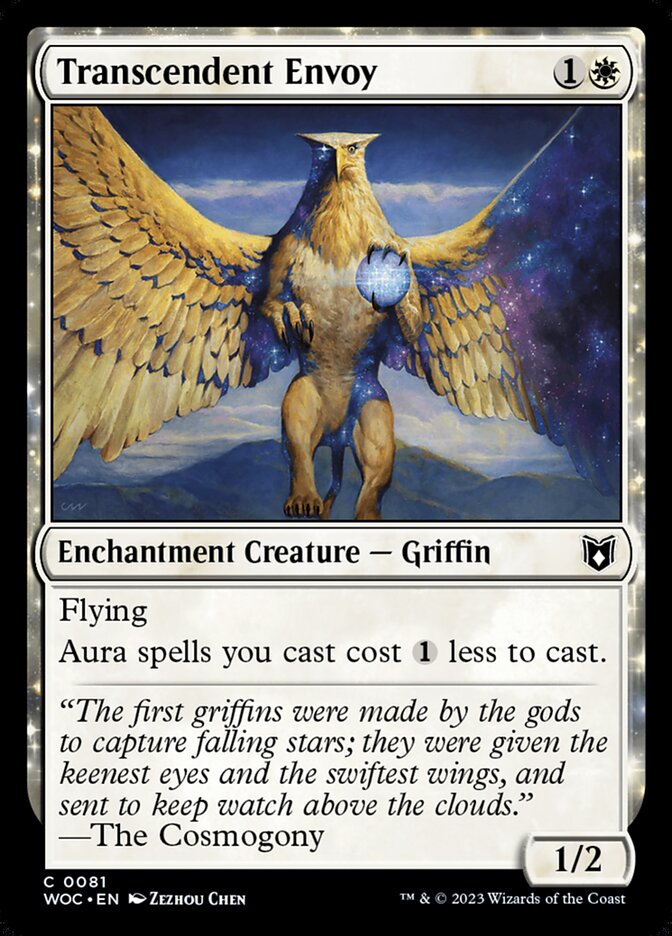 Transcendent Envoy 1
Enchantment Creature — Griffin
Flying
Aura spells you cast cost 1 less to cast.
“The first griffins were made by the gods
to capture falling stars; they were given the
keenest eyes and the swiftest wings, and
sent to keep watch above the clouds.”
—The Cosmogony
1/2
C 0081
WOC • EN Zezhou Chen
™ & © 2023 Wizards of the Coast